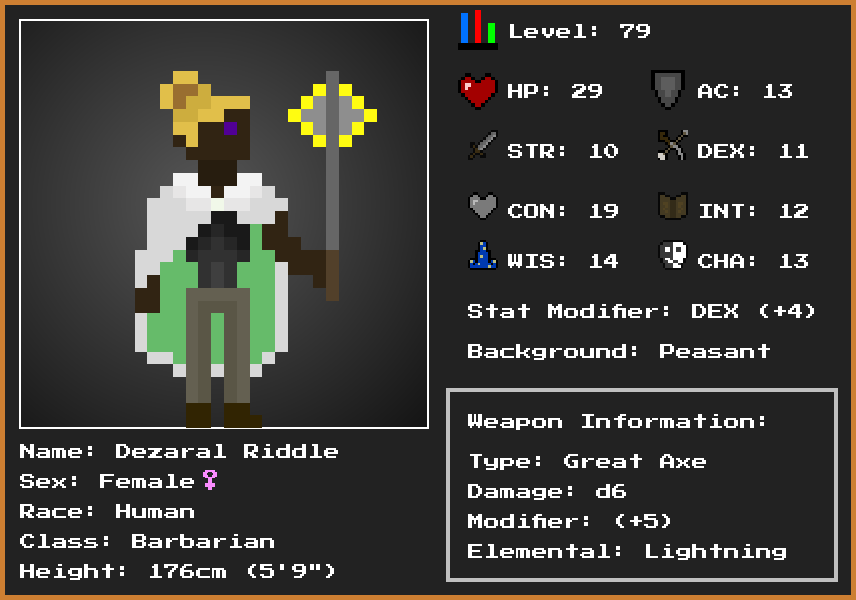 Level: 79
HP: 29
AC: 13
STR: 10
DEX: 11
CON: 19
INT: 12
WIS: 14
CHA: 13
Stat Modifier: DEX (+4)
Background: Peasant
Weapon Information:
Type: Great Axe
Damage: d6
Modifier: (+5)
Elemental: Lightning
Name: Dezaral Riddle
Sex: Female♀
Race: Human
Class: Barbarian
Height: 176cm (5'9")